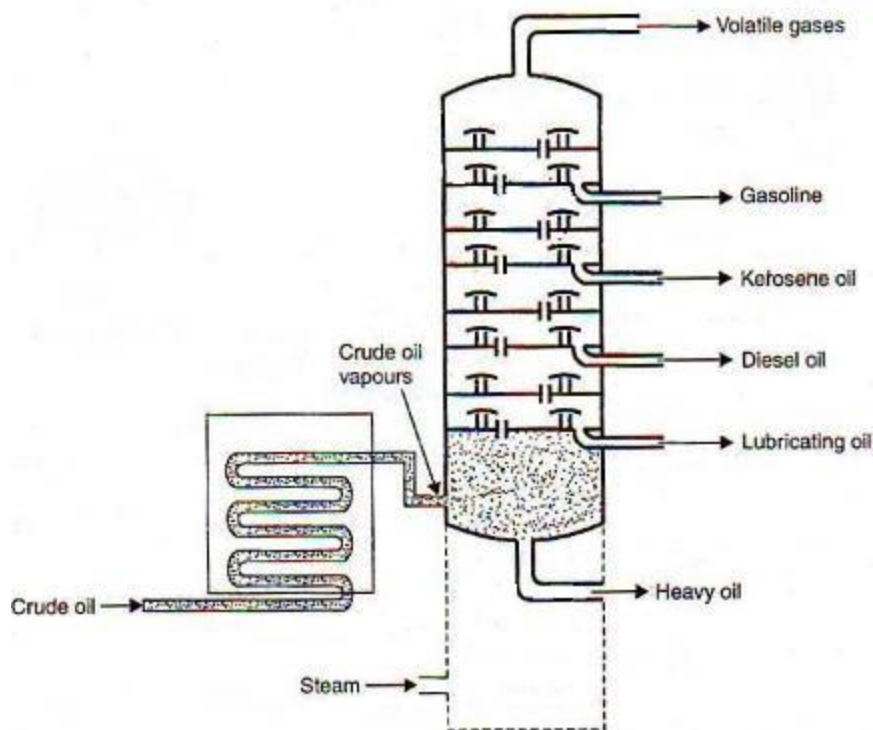 Volatile gases
Gasoline
Kerosene oil
Diesel oil
Crude oil
vapours
Lubricating oil
Heavy oil
Crude oil
Steam